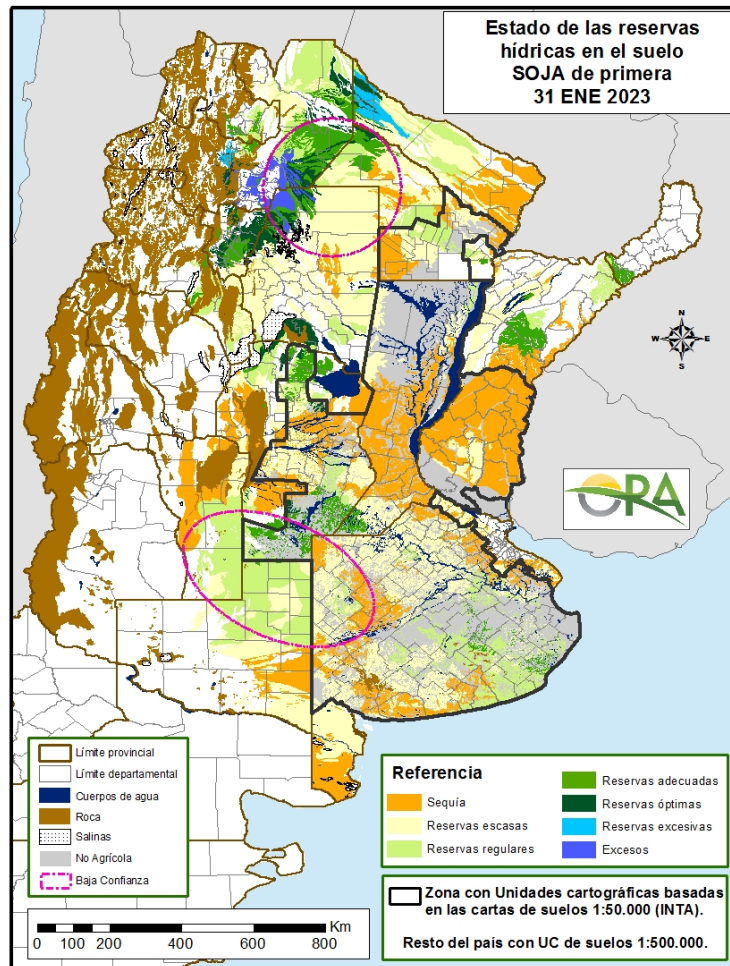 Estado de las reservas
hídricas en el suelo
SOJA de primera
31 ENE 2023
N
W E
S
ORA
Límite provincial
Límite departamental
Cuerpos de agua
Roca
Salinas
No Agrícola
Baja Confianza
Referencia
Sequía
Reservas escasas
Reservas regulares
Reservas adecuadas
Reservas óptimas
Reservas excesivas
Excesos
Zona con Unidades cartográficas basadas
en las cartas de suelos 1:50.000 (INTA).
Resto del país con UC de suelos 1:500.000.
Km
0 100 200 400 600 800